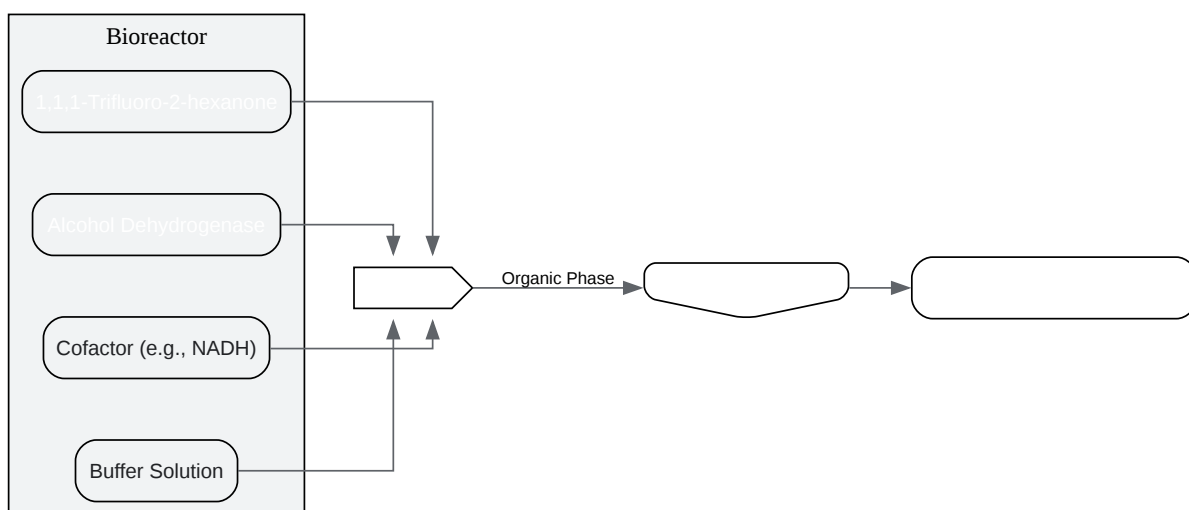 Bioreactor
1,1,1-Trifluoro-2-hexanone
Alcohol Dehydrogenase
Organic Phase
Cofactor (e.g., NADH)
Buffer Solution